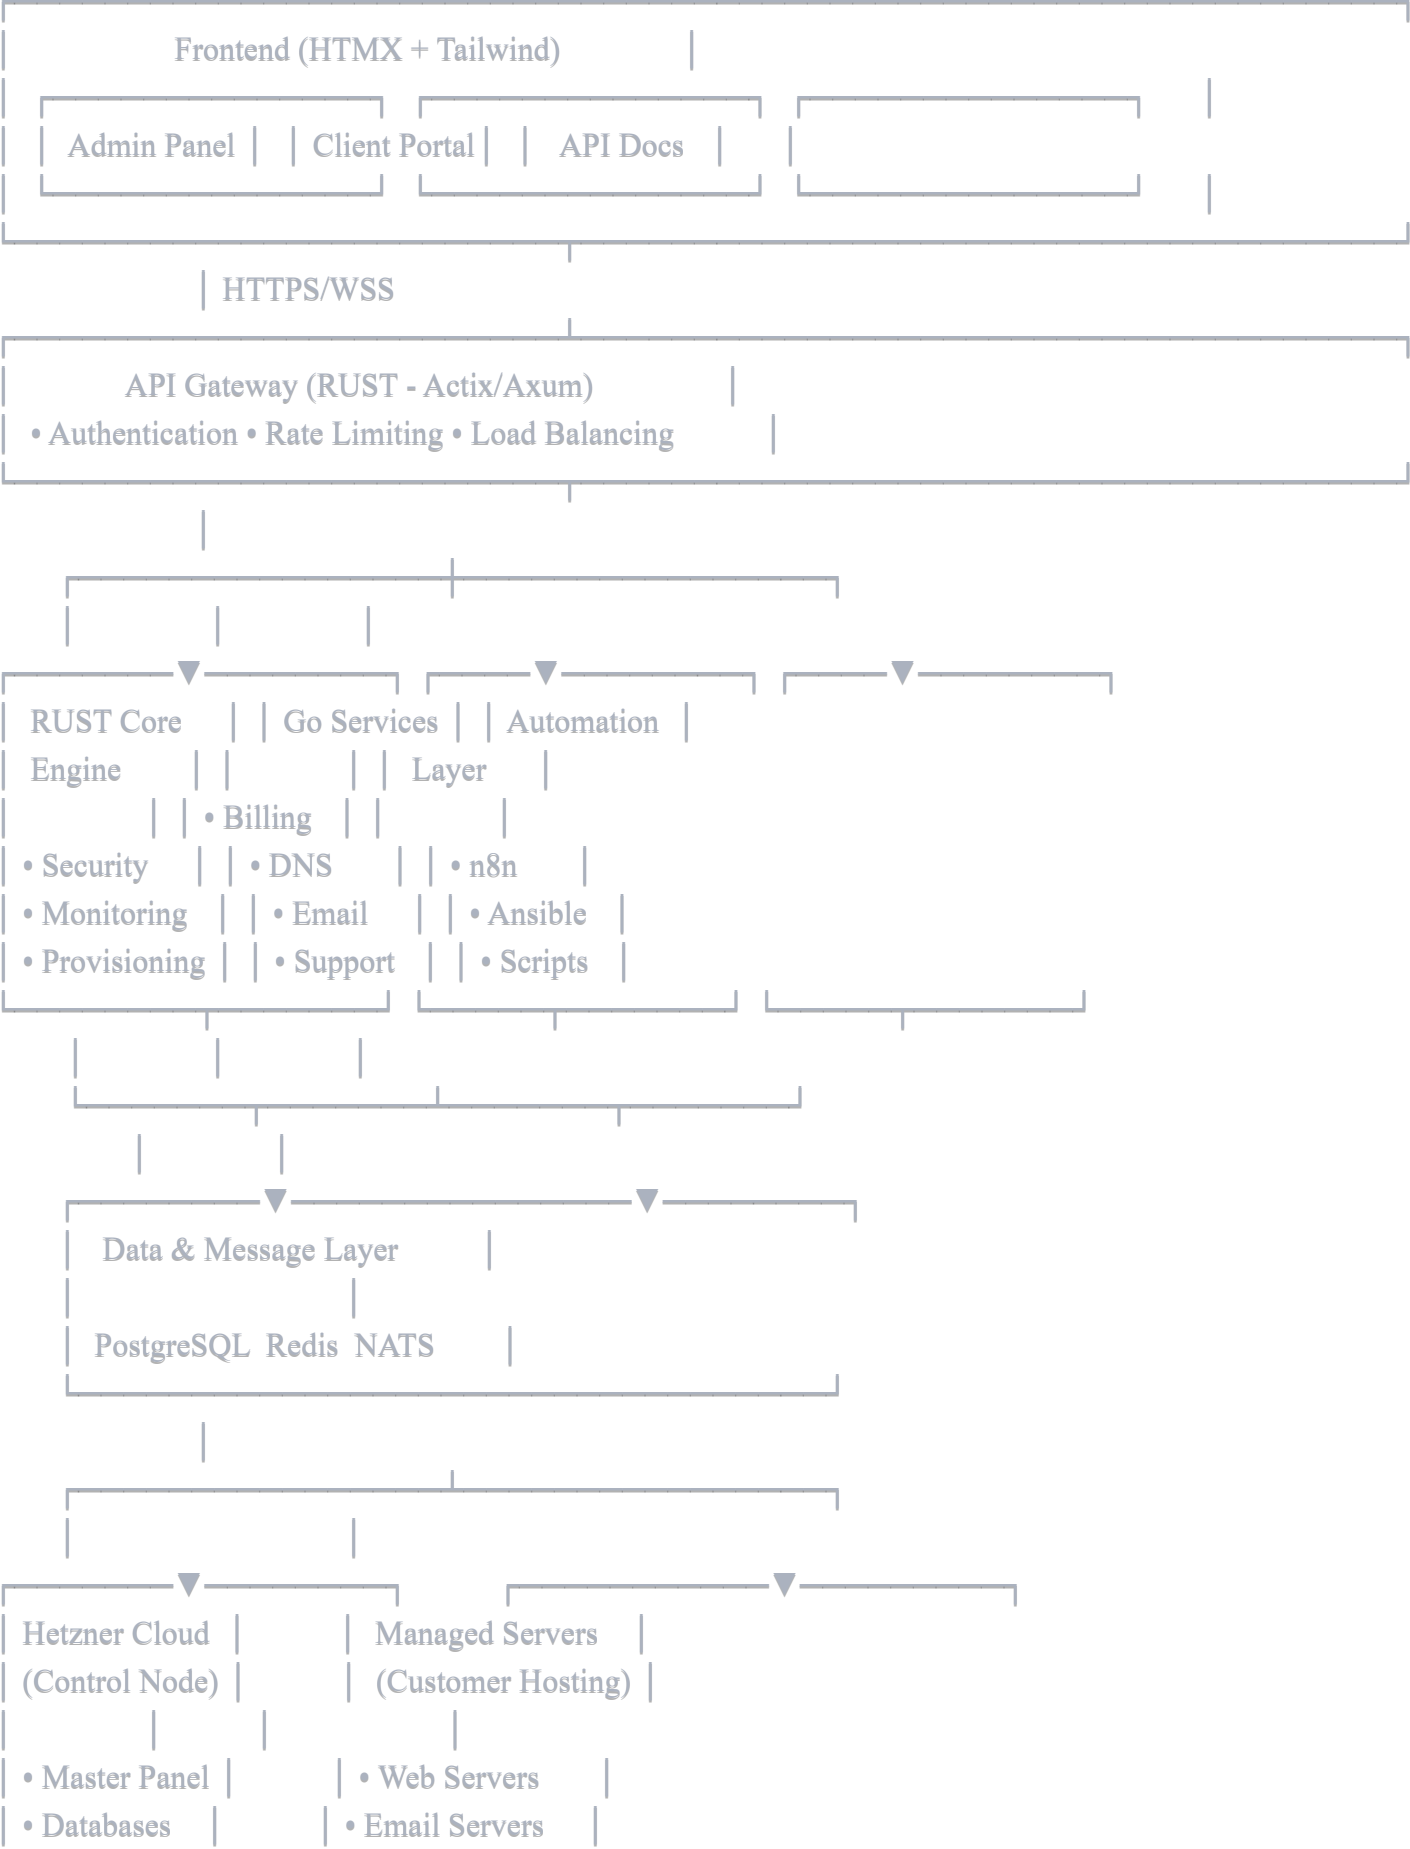 Frontend (HTMX + Tailwind)
Admin Panel Client Portal API Docs
HTTPS/WSS
API Gateway (RUST - Actix/Axum)
• Authentication • Rate Limiting • Load Balancing
RUST Core Go Services Automation
Engine Layer
• Billing
• Security • DNS • n8n
• Monitoring • Email • Ansible
• Provisioning • Support • Scripts
Data & Message Layer
PostgreSQL Redis NATS
Hetzner Cloud Managed Servers
(Control Node) (Customer Hosting)
• Master Panel • Web Servers
• Databases • Email Servers